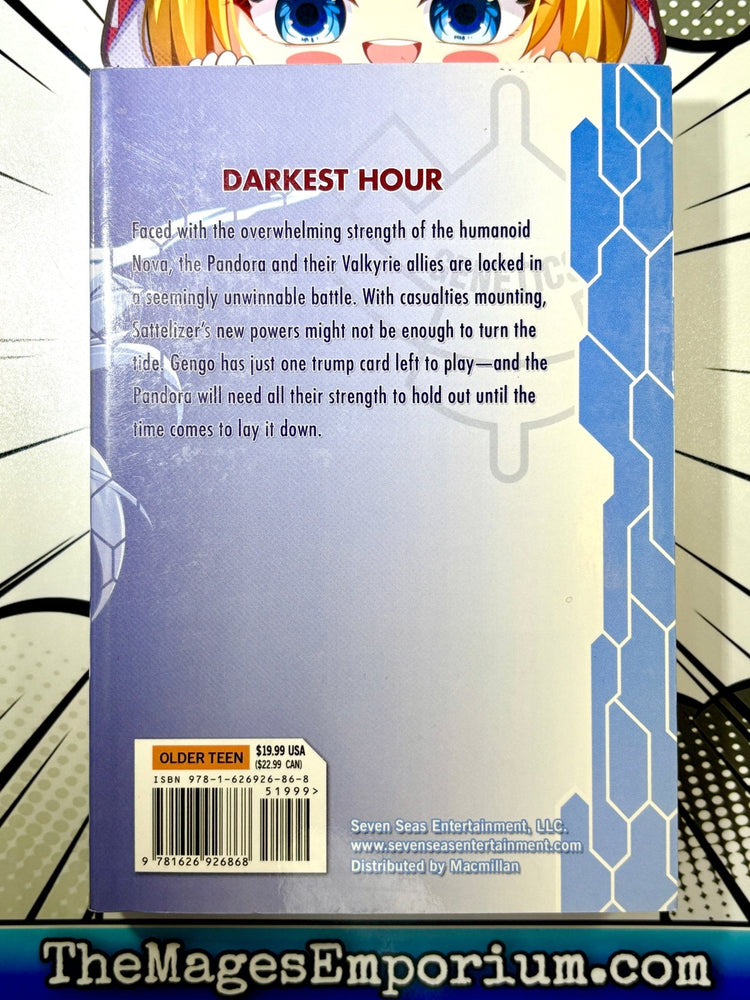 DARKEST HOUR
Faced with the overwhelming strength of the humanoid
Nova, the Pandora and their Valkyrie allies are locked in
a seemingly unwinnable battle. With casualties mounting,
Sattelizer's new powers might not be enough to turn the
tide. Gengo has just one trump card left to play—and the
Pandora will need all their strength to hold out until the
time comes to lay it down.
GENETICS
OLDER TEEN
$19.99 USA
($22.99 CAN)
ISBN 978-1-626926-86-8
51999>
9 781626 926868
Seven Seas Entertainment, LLC.
www.sevenseasentertainment.com
Distributed by Macmillan
TheMagesEmporium.com